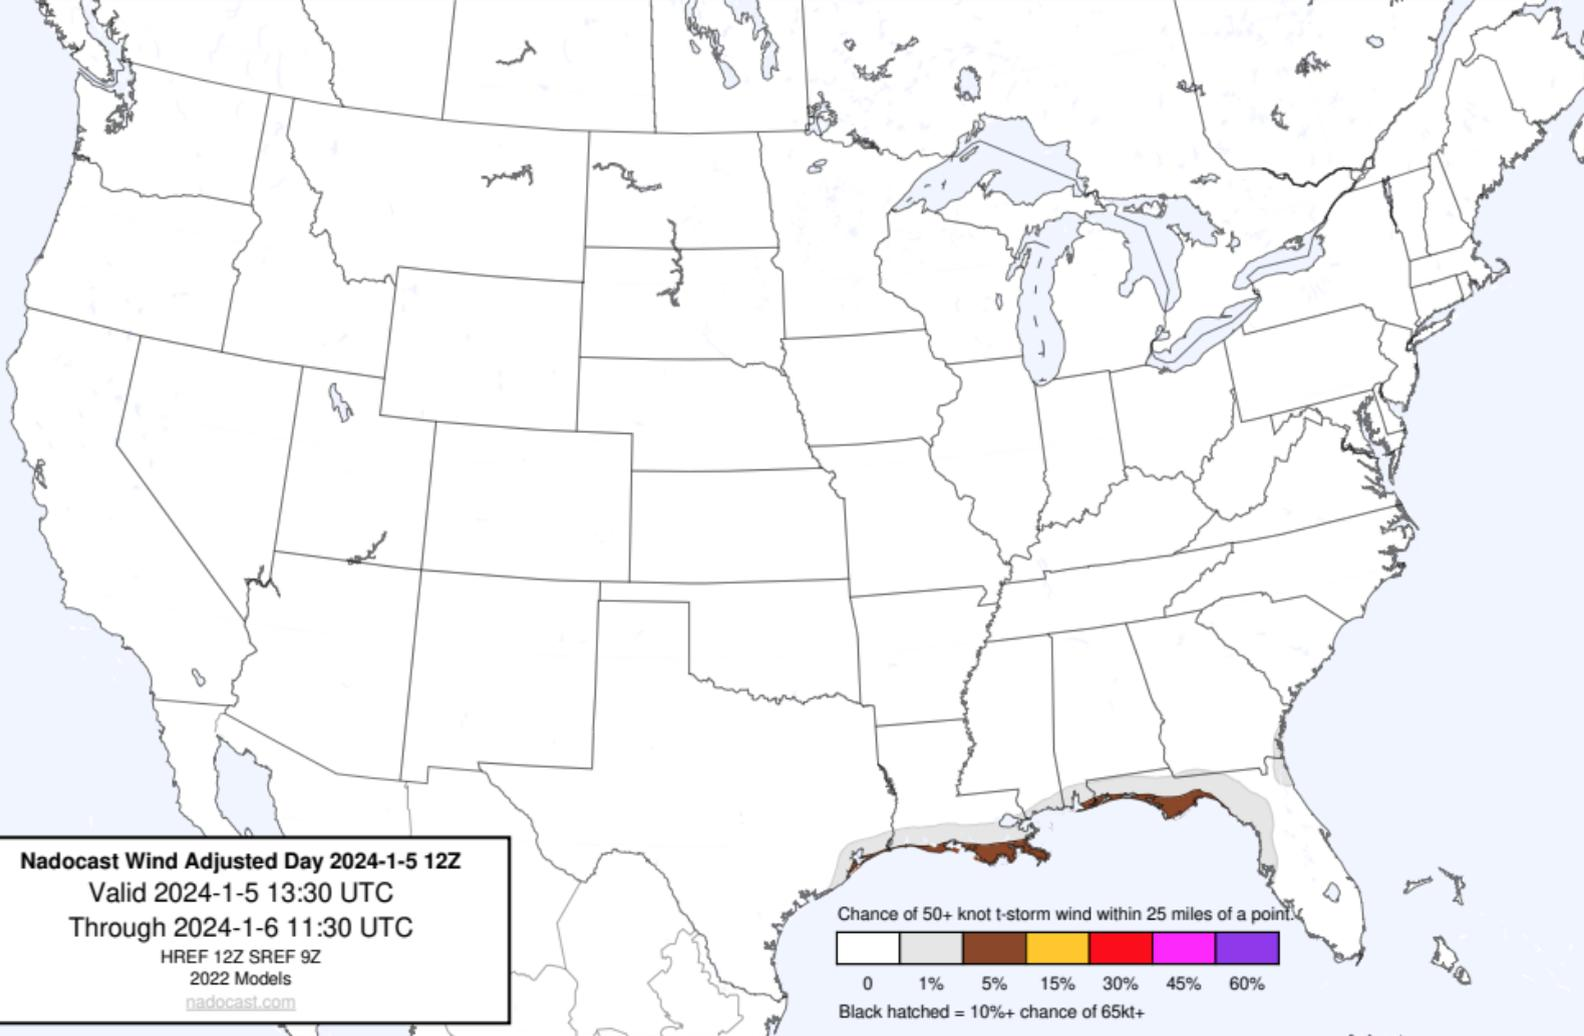 Nadocast Wind Adjusted Day 2024-1-5 12Z
Valid 2024-1-5 13:30 UTC
Through 2024-1-6 11:30 UTC
HREF 12Z SREF 9Z
2022 Models
nadocast.com
Chance of 50+ knot t-storm wind within 25 miles of a point.
0 1% 5% 15% 30% 45% 60%
Black hatched = 10%+ chance of 65kt+